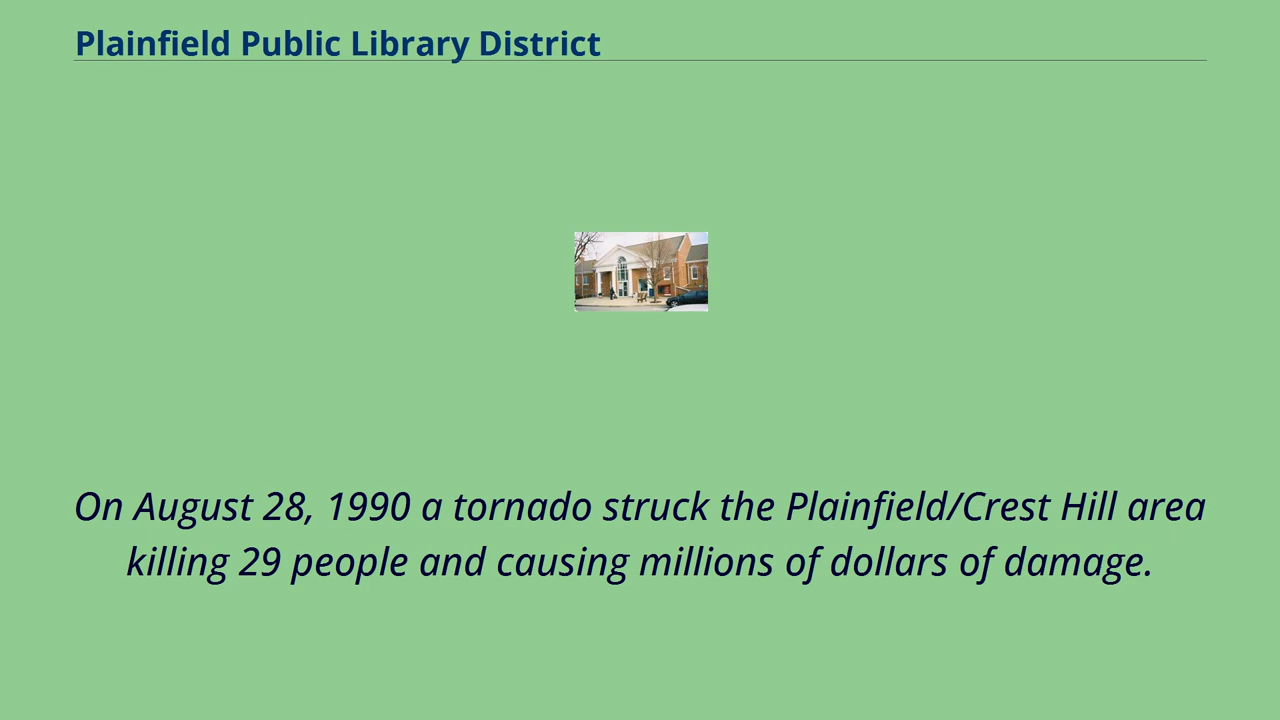 Plainfield Public Library District
On August 28, 1990 a tornado struck the Plainfield/Crest Hill area
killing 29 people and causing millions of dollars of damage.